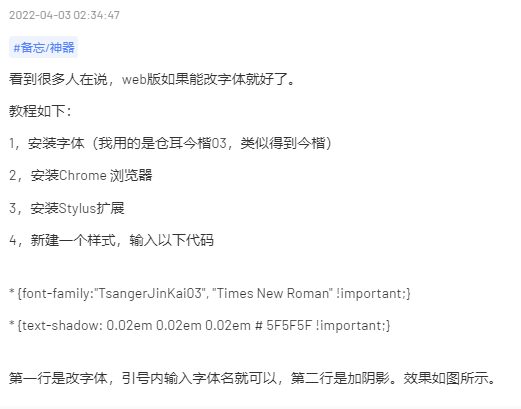 2022-04-03 02:34:47
#备忘/神器
看到很多人在说，web版如果能改字体就好了。
教程如下：
1，安装字体（我用的是仓耳今楷03，类似得到今楷）
2，安装Chrome 浏览器
3，安装Stylus扩展
4，新建一个样式，输入以下代码
* {font-family:"TsangerJinKai03", "Times New Roman" !important;}
* {text-shadow: 0.02em 0.02em 0.02em # 5F5F5F !important;}
第一行是改字体，引号内输入字体名就可以，第二行是加阴影。效果如图所示。